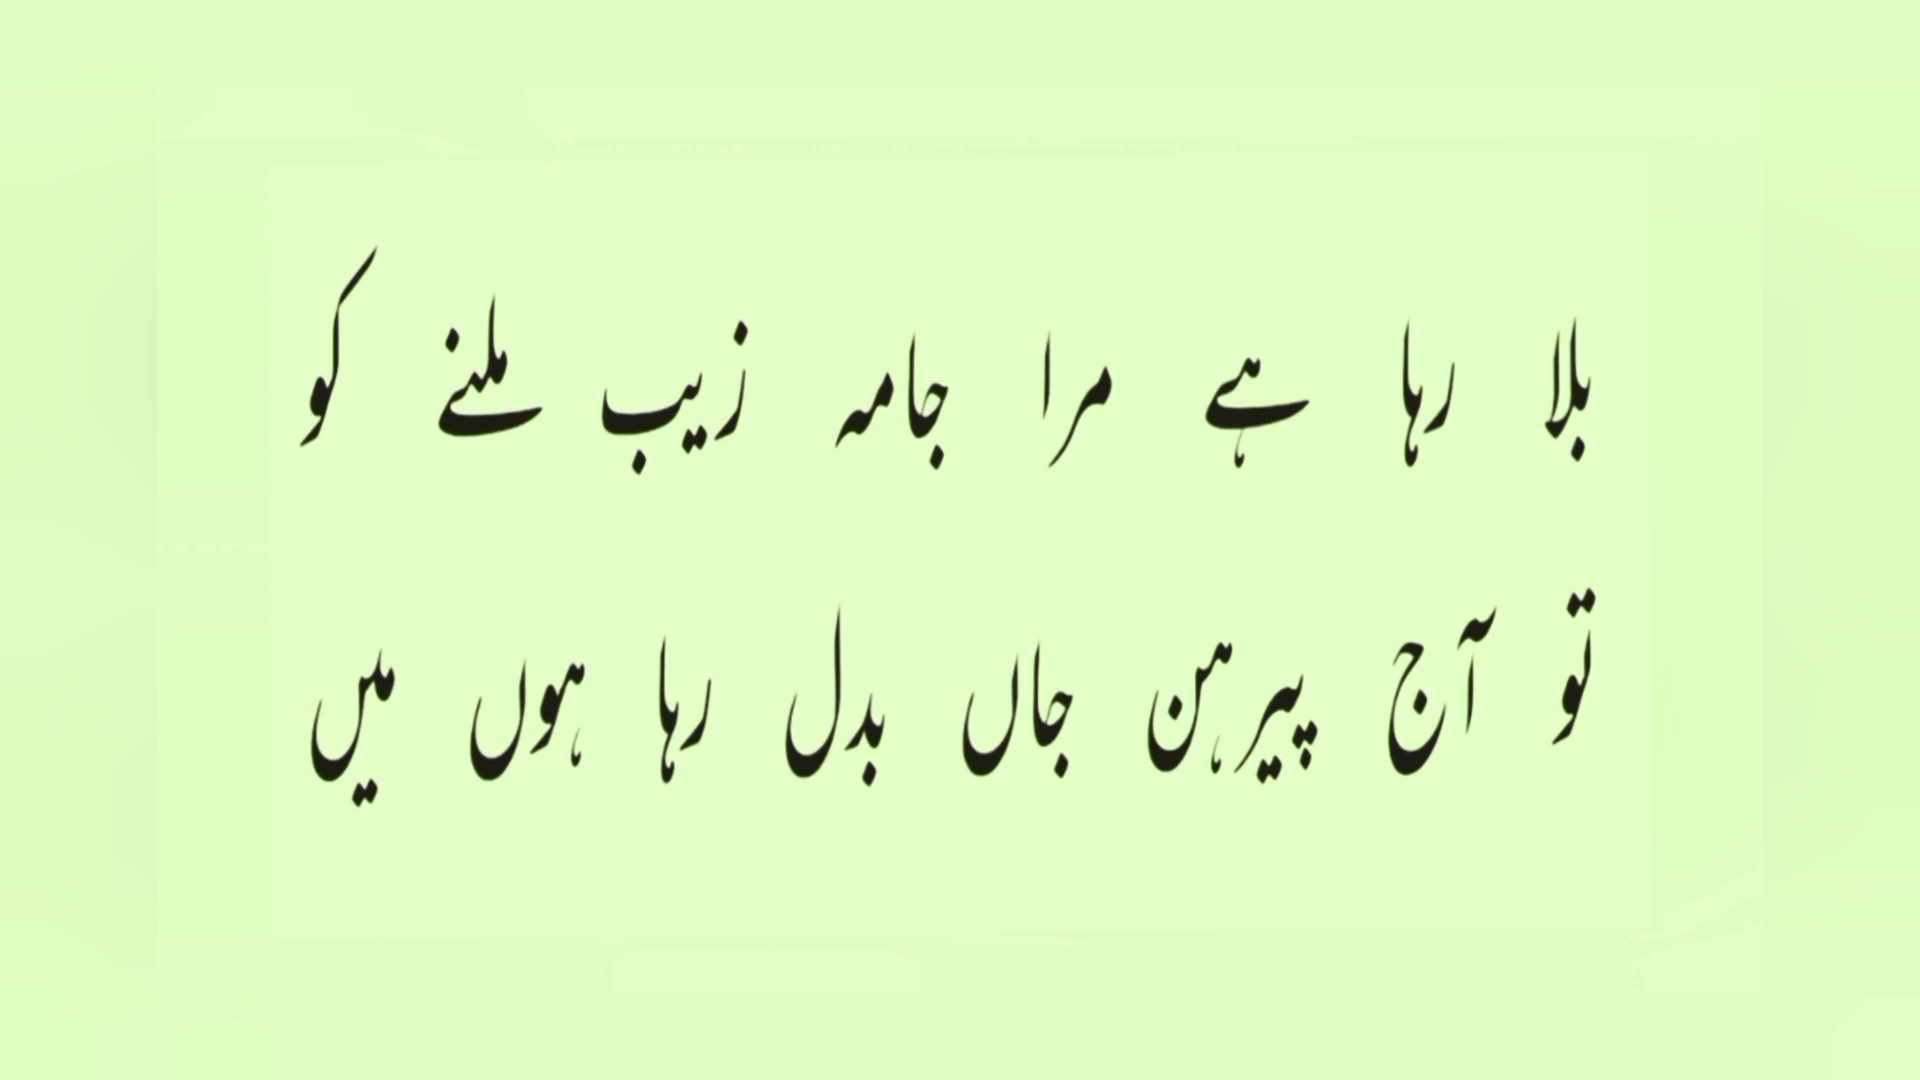 بلا رہا ہے مرا جامہ زیب ملنے کو
تو آج پیرہن جاں بدل رہا ہوں میں